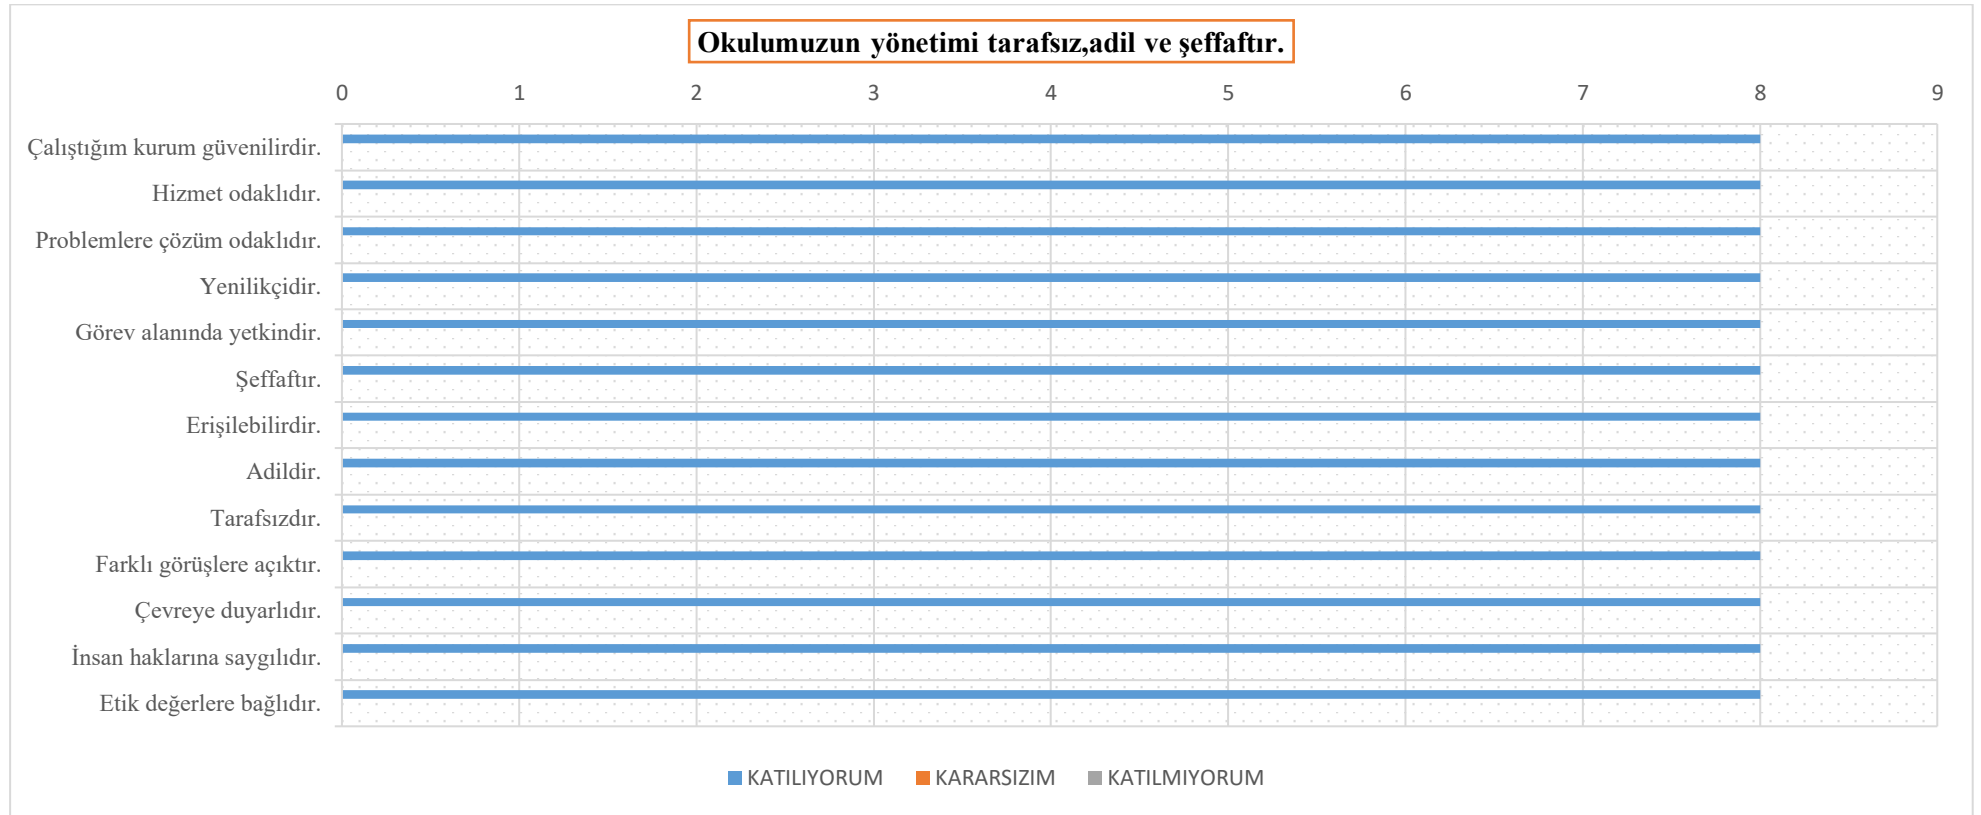 Okulumuzun yönetimi tarafsız,adil ve şeffaftır.
0 1 2 3 4 5 6 7 8 9
Çalıştığım kurum güvenilirdir.
Hizmet odaklıdır.
Problemlere çözüm odaklıdır.
Yenilikçidir.
Görev alanında yetkindir.
Şeffaftır.
Erişilebilirdir.
Adildir.
Tarafsızdır.
Farklı görüşlere açıktır.
Çevreye duyarlıdır.
İnsan haklarına saygılıdır.
Etik değerlere bağlıdır.
KATILIYORUM KARARSIZIM KATILMIYORUM